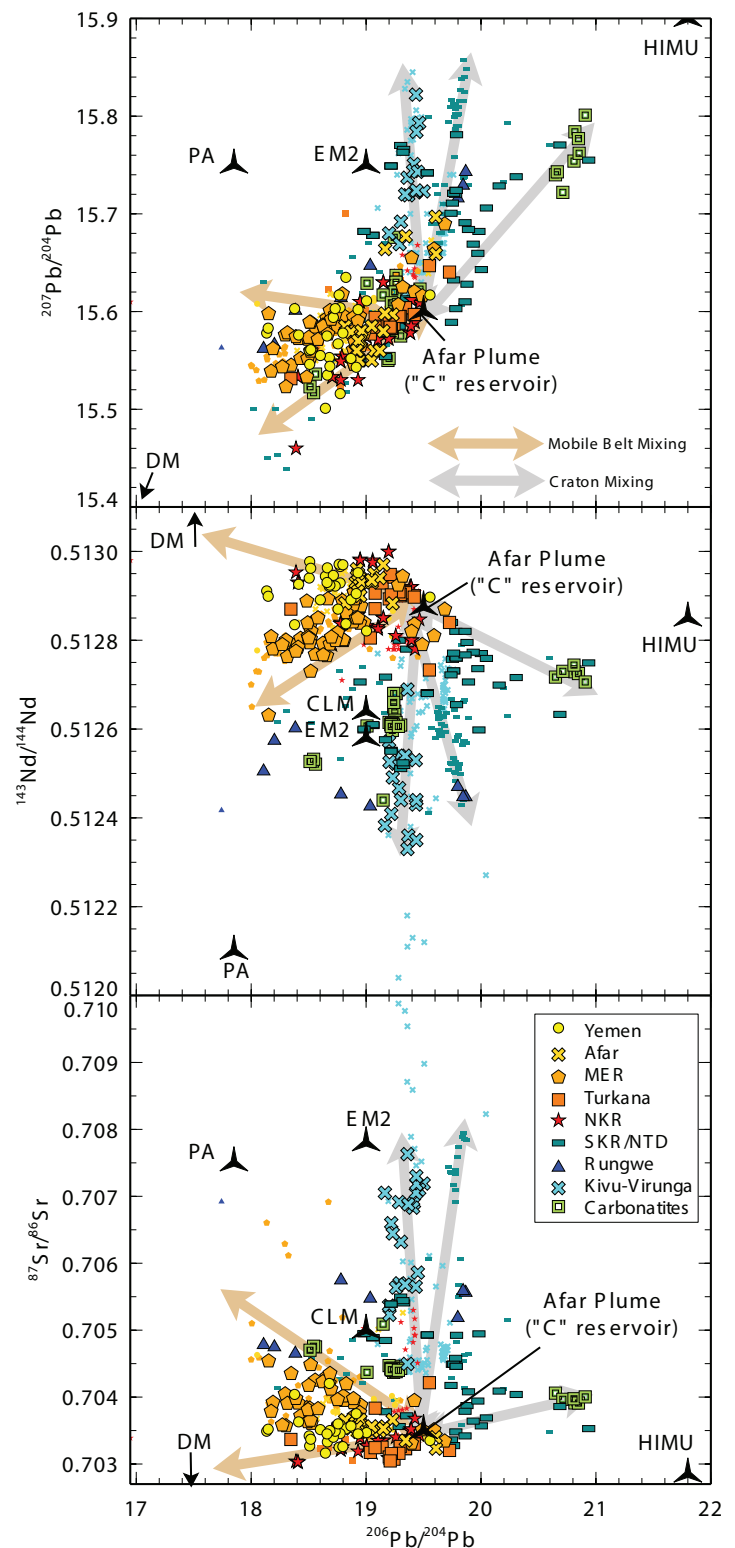 15.9
HIMU
15.8
PA
EM2
15.7
207Pb/204Pb
15.6
Afar Plume
("C" reservoir)
15.5
Mobile Belt Mixing
DM
Craton Mixing
15.4
DM
0.5130
Afar Plume
("C" reservoir)
0.5128
HIMU
CLM
0.5126
EM2
143Nd/144Nd
0.5124
0.5122
PA
0.5120
0.710
Yemen
Afar
0.709
MER
Turkana
NKR
0.708
EM2
SKR/NTD
PA
Rungwe
Kivu-Virunga
0.707
Carbonatites
87Sr/86Sr
0.706
Afar Plume
("C" reservoir)
CLM
0.705
0.704
DM
HIMU
0.703
17
18
19
20
21
22
206Pb/204Pb